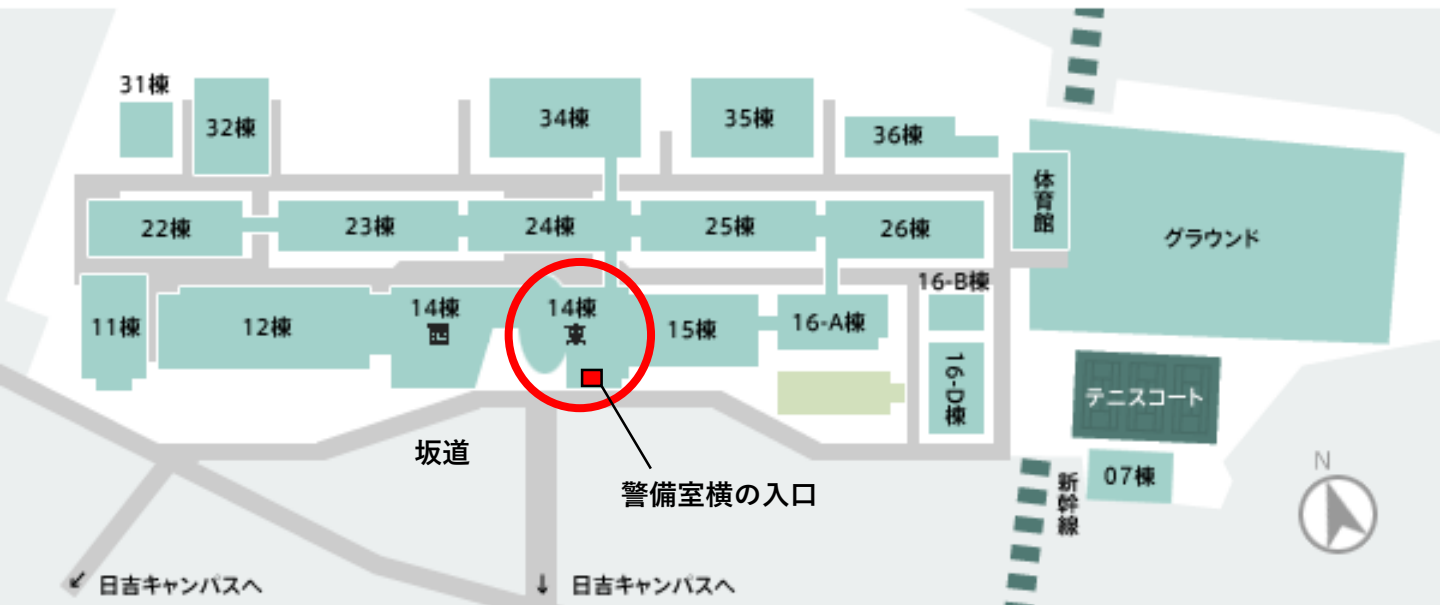 31棟
32棟
34棟
35棟
36棟
体育館
グラウンド
22棟
23棟
24棟
25棟
26棟
11棟
12棟
14棟
西
14棟
東
15棟
16-A棟
16-B棟
16-D棟
テニスコート
07棟
新幹線
N
坂道
警備室横の入口
↙ 日吉キャンパスへ
↓ 日吉キャンパスへ